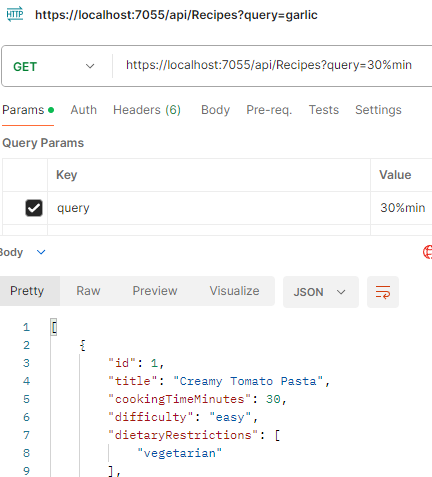 HTTP https://localhost:7055/api/Recipes?query=garlic
GET https://localhost:7055/api/Recipes?query=30%min
Params Auth Headers (6) Body Pre-req. Tests Settings
Query Params
Key Value
query 30%min
Body
Pretty Raw Preview Visualize JSON
1 [
2 {
3 "id": 1,
4 "title": "Creamy Tomato Pasta",
5 "cookingTimeMinutes": 30,
6 "difficulty": "easy",
7 "dietaryRestrictions": [
8 "vegetarian"
9 ],